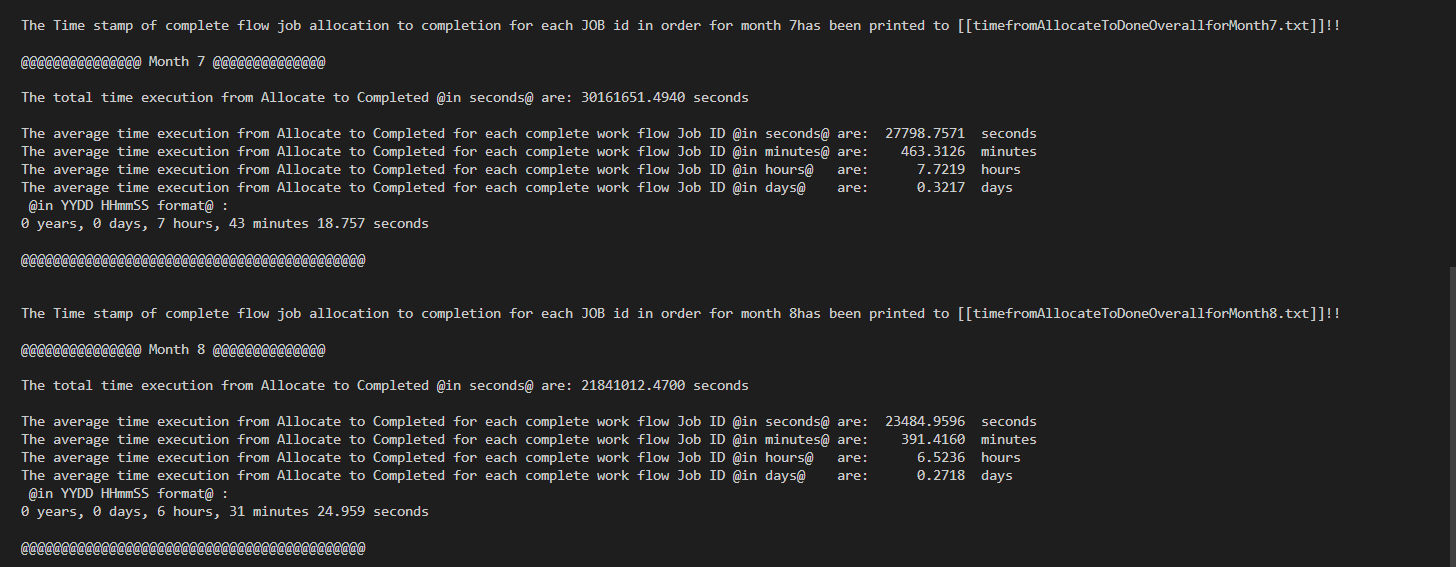 The Time stamp of complete flow job allocation to completion for each JOB id in order for month 7has been printed to [[timefromAllocateToDoneOverallforMonth7.txt]]!!
@@@@@@@@@@@@@@@ Month 7 @@@@@@@@@@@@@@
The total time execution from Allocate to Completed @in seconds@ are: 30161651.4940 seconds
The average time execution from Allocate to Completed for each complete work flow Job ID @in seconds@ are:  27798.7571  seconds
The average time execution from Allocate to Completed for each complete work flow Job ID @in minutes@ are:    463.3126  minutes
The average time execution from Allocate to Completed for each complete work flow Job ID @in hours@   are:      7.7219  hours
The average time execution from Allocate to Completed for each complete work flow Job ID @in days@    are:      0.3217  days
 @in YYDD HHmmSS format@ :
0 years, 0 days, 7 hours, 43 minutes 18.757 seconds
@@@@@@@@@@@@@@@@@@@@@@@@@@@@@@@@@@@@@@@@@@@
The Time stamp of complete flow job allocation to completion for each JOB id in order for month 8has been printed to [[timefromAllocateToDoneOverallforMonth8.txt]]!!
@@@@@@@@@@@@@@@ Month 8 @@@@@@@@@@@@@@
The total time execution from Allocate to Completed @in seconds@ are: 21841012.4700 seconds
The average time execution from Allocate to Completed for each complete work flow Job ID @in seconds@ are:  23484.9596  seconds
The average time execution from Allocate to Completed for each complete work flow Job ID @in minutes@ are:    391.4160  minutes
The average time execution from Allocate to Completed for each complete work flow Job ID @in hours@   are:      6.5236  hours
The average time execution from Allocate to Completed for each complete work flow Job ID @in days@    are:      0.2718  days
 @in YYDD HHmmSS format@ :
0 years, 0 days, 6 hours, 31 minutes 24.959 seconds
@@@@@@@@@@@@@@@@@@@@@@@@@@@@@@@@@@@@@@@@@@@